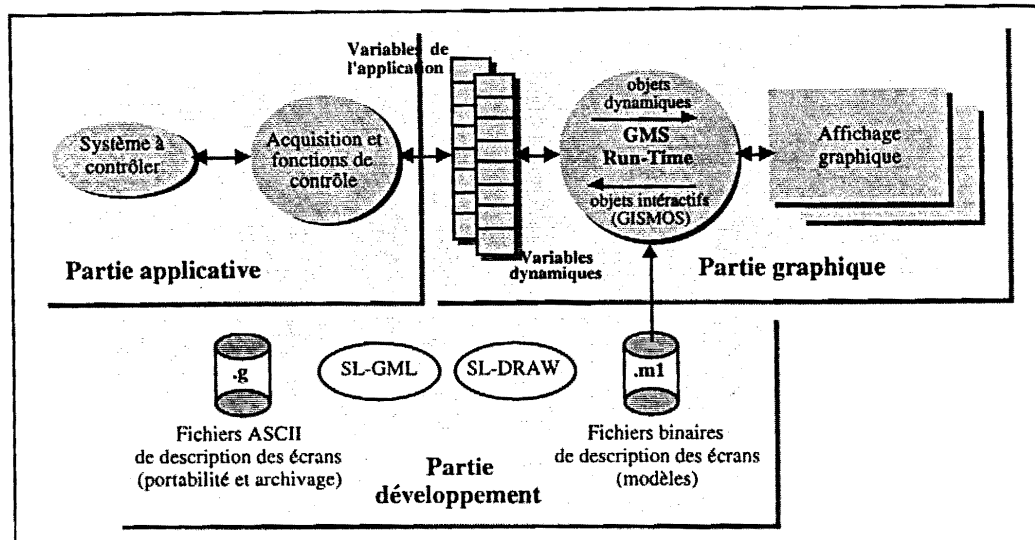 Variables de
l'application
objets
dynamiques
GMS
Run-Time
objets intéractifs
(GISMOS)
Système à
contrôler
Acquisition et
fonctions de
contrôle
Affichage
graphique
Variables
dynamiques
Partie applicative
Partie graphique
.g
SL-GML
SL-DRAW
.m1
Fichiers ASCII
de description des écrans
(portabilité et archivage)
Fichiers binaires
de description des écrans
(modèles)
Partie
développement